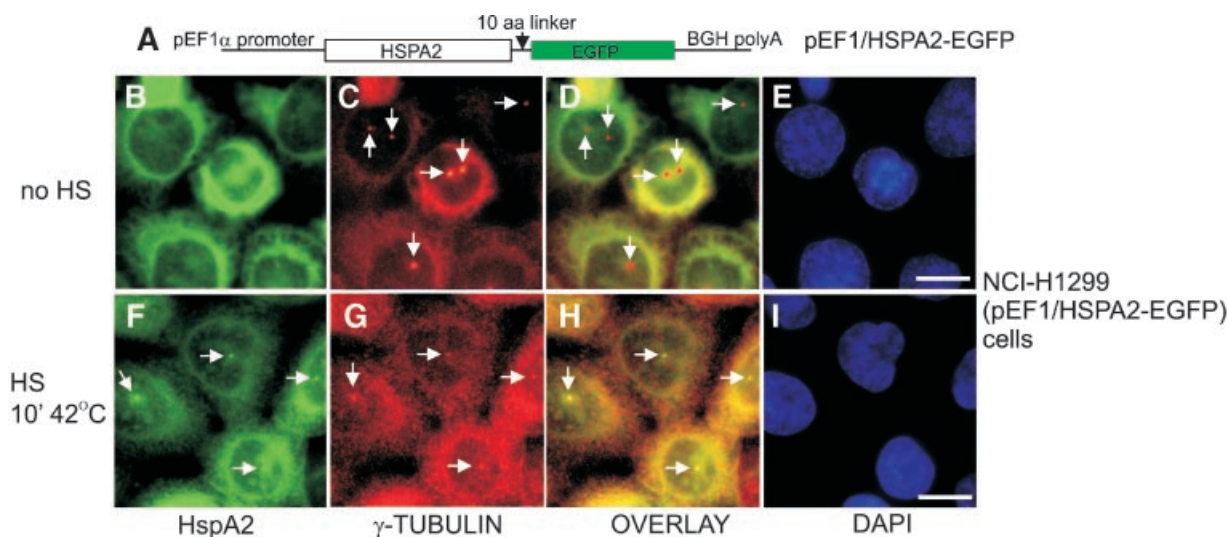 10 aa linker
A pEF1α promoter HSPA2 EGFP BGH polyA pEF1/HSPA2-EGFP
B C D E
no HS
F G H I
NCI-H1299
(pEF1/HSPA2-EGFP)
cells
HS
10' 42°C
HspA2 γ-TUBULIN OVERLAY DAPI